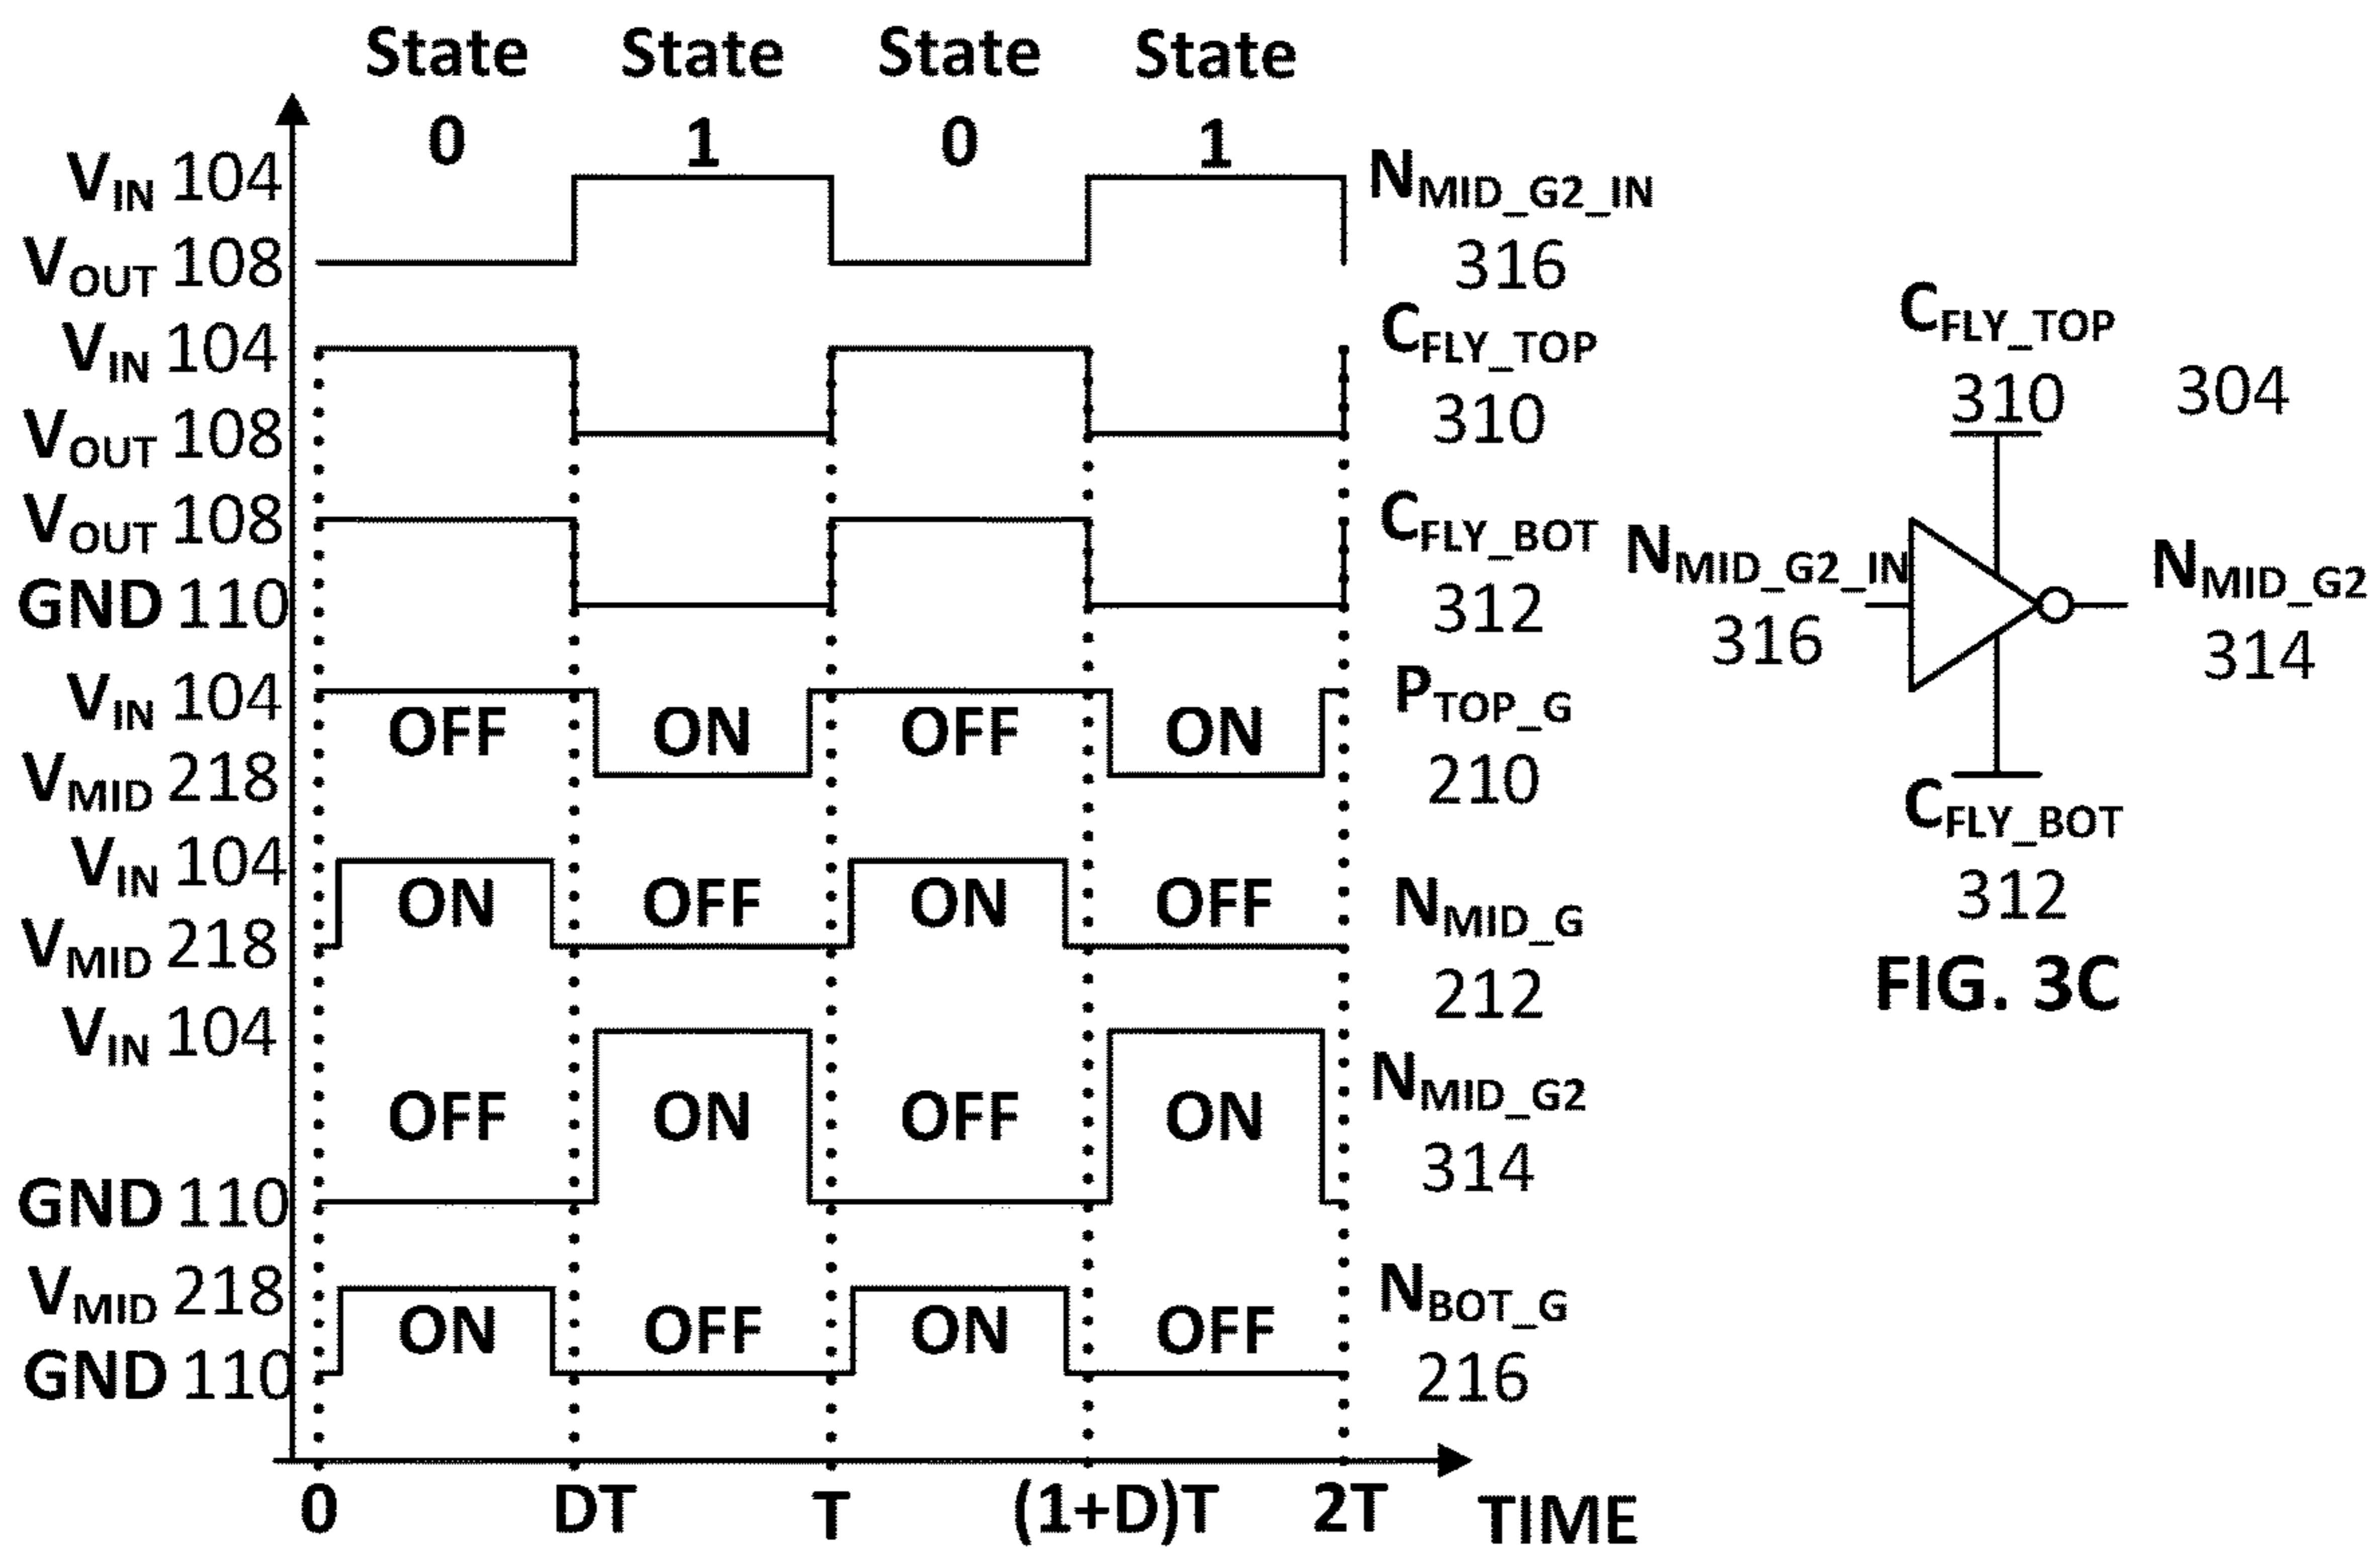 State State State State
0 1 0 1
VIN 104
VOUT 108
NMID_G2_IN
316
VIN 104
VOUT 108
CFLY_TOP
310
VOUT 108
GND 110
CFLY_BOT
312
VIN 104
VMID 218
OFF ON OFF ON
PTOP_G
210
VIN 104
VMID 218
ON OFF ON OFF
NMID_G
212
VIN 104
GND 110
OFF ON OFF ON
NMID_G2
314
VMID 218
GND 110
ON OFF ON OFF
NBOT_G
216
0 DT T (1+D)T 2T TIME
CFLY_TOP
310
304
NMID_G2_IN
316
NMID_G2
314
CFLY_BOT
312
FIG. 3C